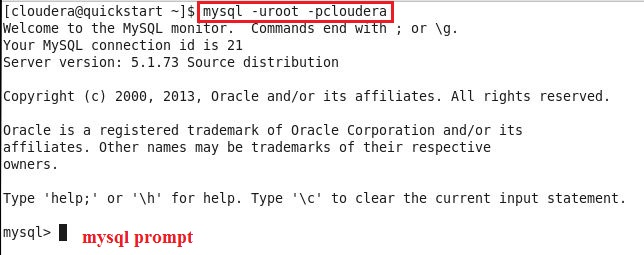 [cloudera@quickstart ~]$ mysql -uroot -pcloudera
Welcome to the MySQL monitor.  Commands end with ; or \g.
Your MySQL connection id is 21
Server version: 5.1.73 Source distribution
Copyright (c) 2000, 2013, Oracle and/or its affiliates. All rights reserved.
Oracle is a registered trademark of Oracle Corporation and/or its
affiliates. Other names may be trademarks of their respective
owners.
Type 'help;' or '\h' for help. Type '\c' to clear the current input statement.
mysql> mysql prompt